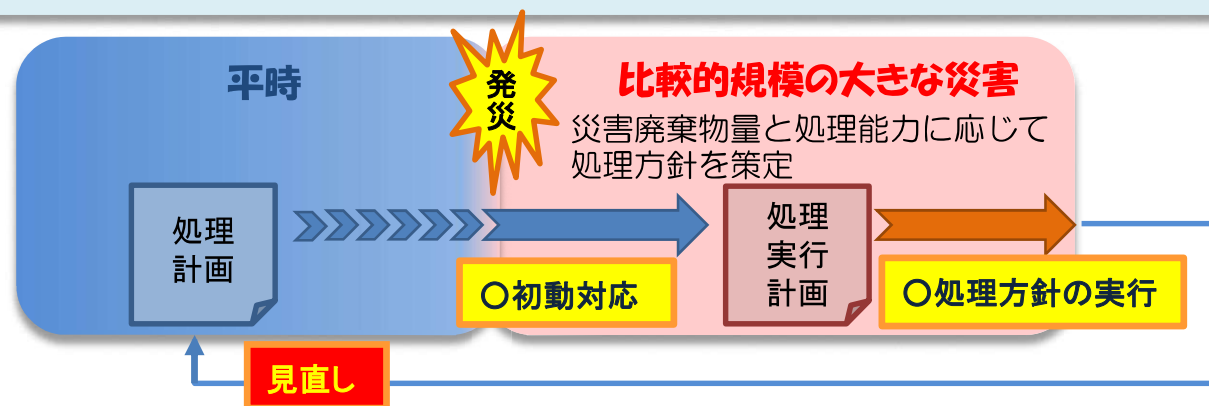 平時
発災
比較的規模の大きな災害
災害廃棄物量と処理能力に応じて
処理方針を策定
処理
計画
処理
実行
計画
〇初動対応
〇処理方針の実行
見直し